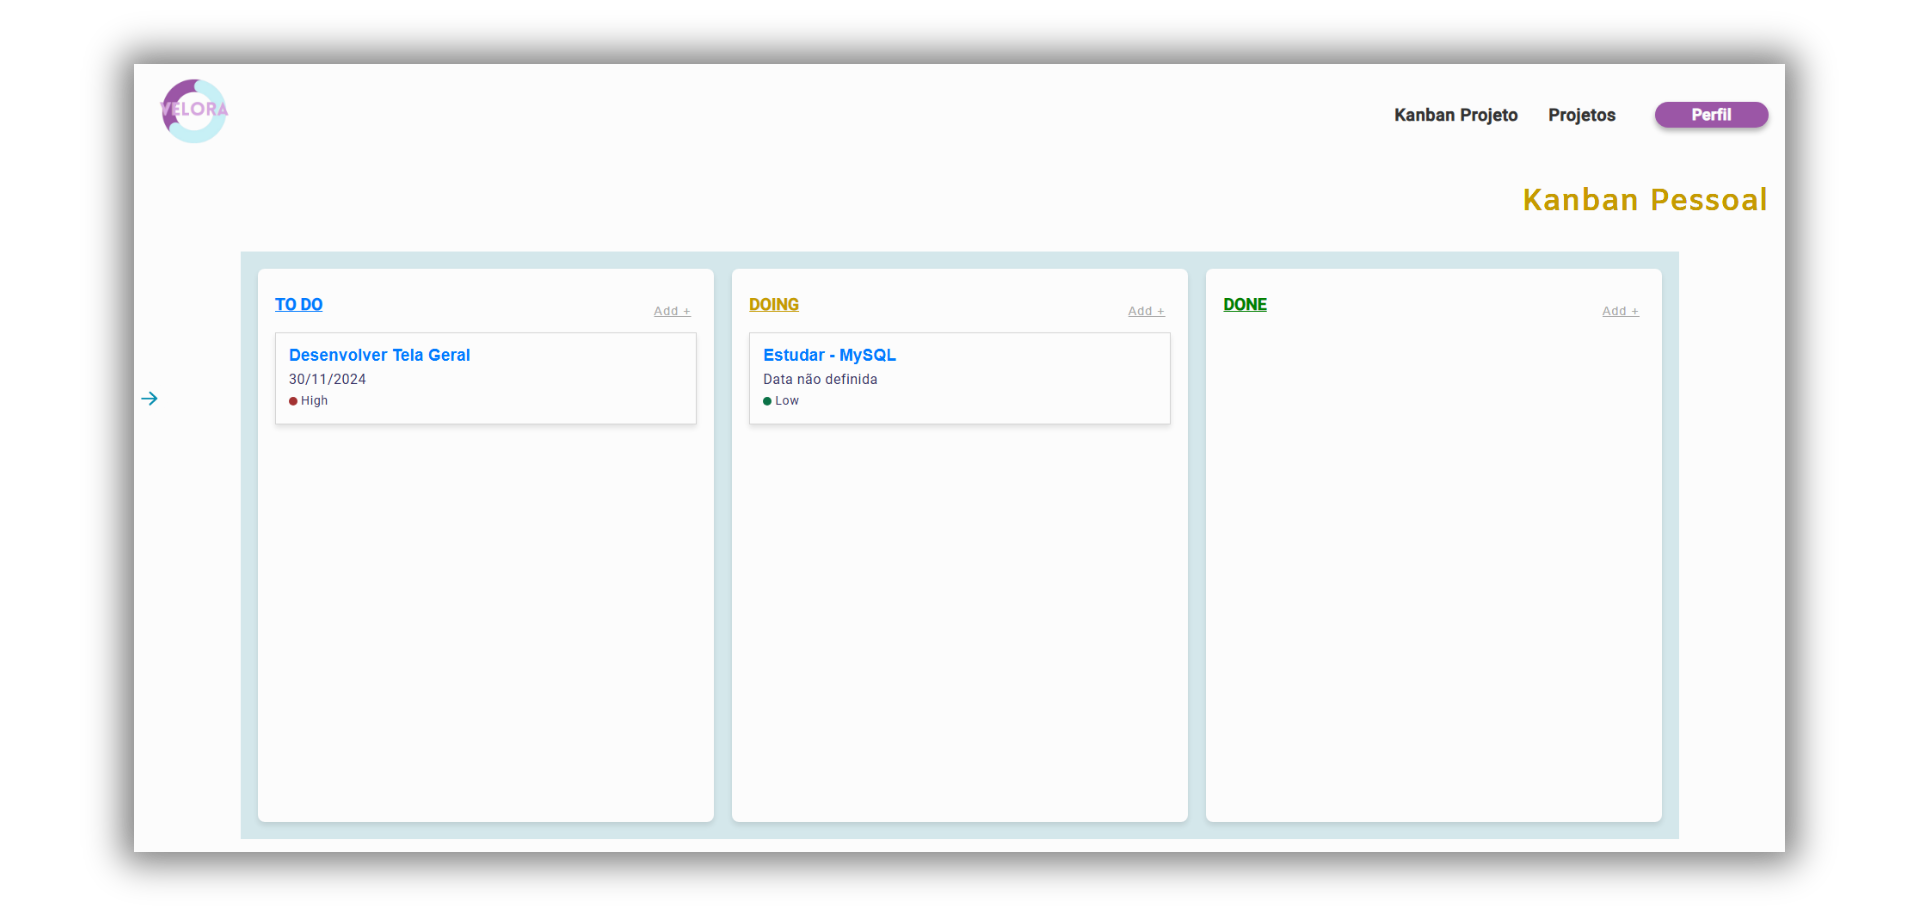 VELORA
Kanban Projeto
Projetos
Perfil
Kanban Pessoal
TO DO
Add +
Desenvolver Tela Geral
30/11/2024
High
DOING
Add +
Estudar - MySQL
Data não definida
Low
DONE
Add +